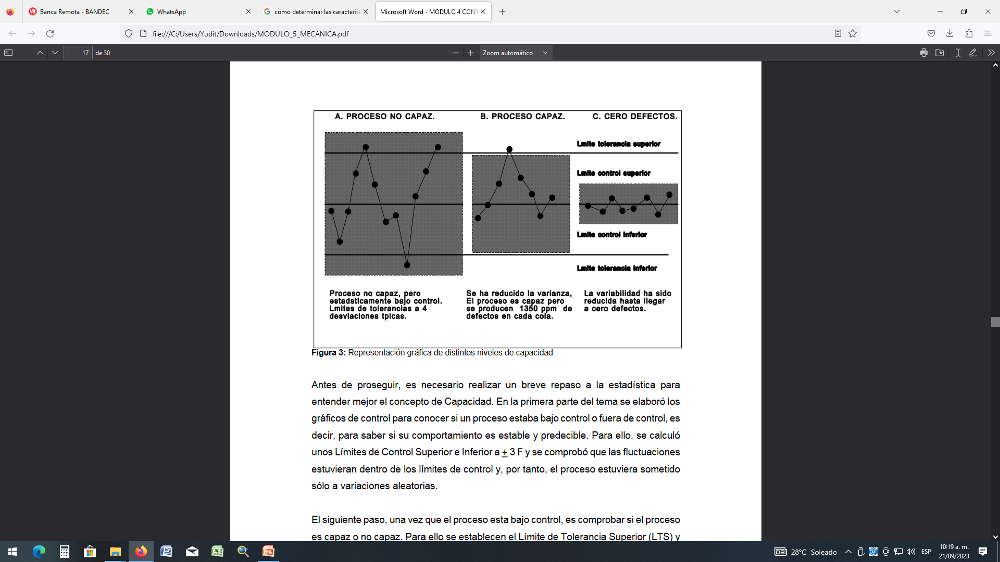 Banca Remota - BANDEC
WhatsApp
como determinar las caracterist
Microsoft Word - MODULO 4 CONT
file:///C:/Users/Yudit/Downloads/MODULO_5_MECANICA.pdf
17 de 30
Zoom automático
A. PROCESO NO CAPAZ.
B. PROCESO CAPAZ.
C. CERO DEFECTOS.
Lmite tolerancia superior
Lmite control superior
Lmite control inferior
Lmite tolerancia inferior
Proceso no capaz, pero
estadsticamente bajo control.
Lmites de tolerancias a 4
desviaciones tpicas.
Se ha reducido la varianza,
El proceso es capaz pero
se producen 1350 ppm de
defectos en cada cola.
La variabilidad ha sido
reducida hasta llegar
a cero defectos.
Figura 3: Representación gráfica de distintos niveles de capacidad.
Antes de proseguir, es necesario realizar un breve repaso a la estadística para
entender mejor el concepto de Capacidad. En la primera parte del tema se elaboró los
gráficos de control para conocer si un proceso estaba bajo control o fuera de control, es
decir, para saber si su comportamiento es estable y predecible. Para ello, se calculó
unos Límites de Control Superior e Inferior a + 3 F y se comprobó que las fluctuaciones
estuvieran dentro de los límites de control y, por tanto, el proceso estuviera sometido
sólo a variaciones aleatorias.
El siguiente paso, una vez que el proceso esta bajo control, es comprobar si el proceso
es capaz o no capaz. Para ello se establecen el Límite de Tolerancia Superior (LTS) y
28°C Soleado
ESP
10:19 a. m.
21/09/2023